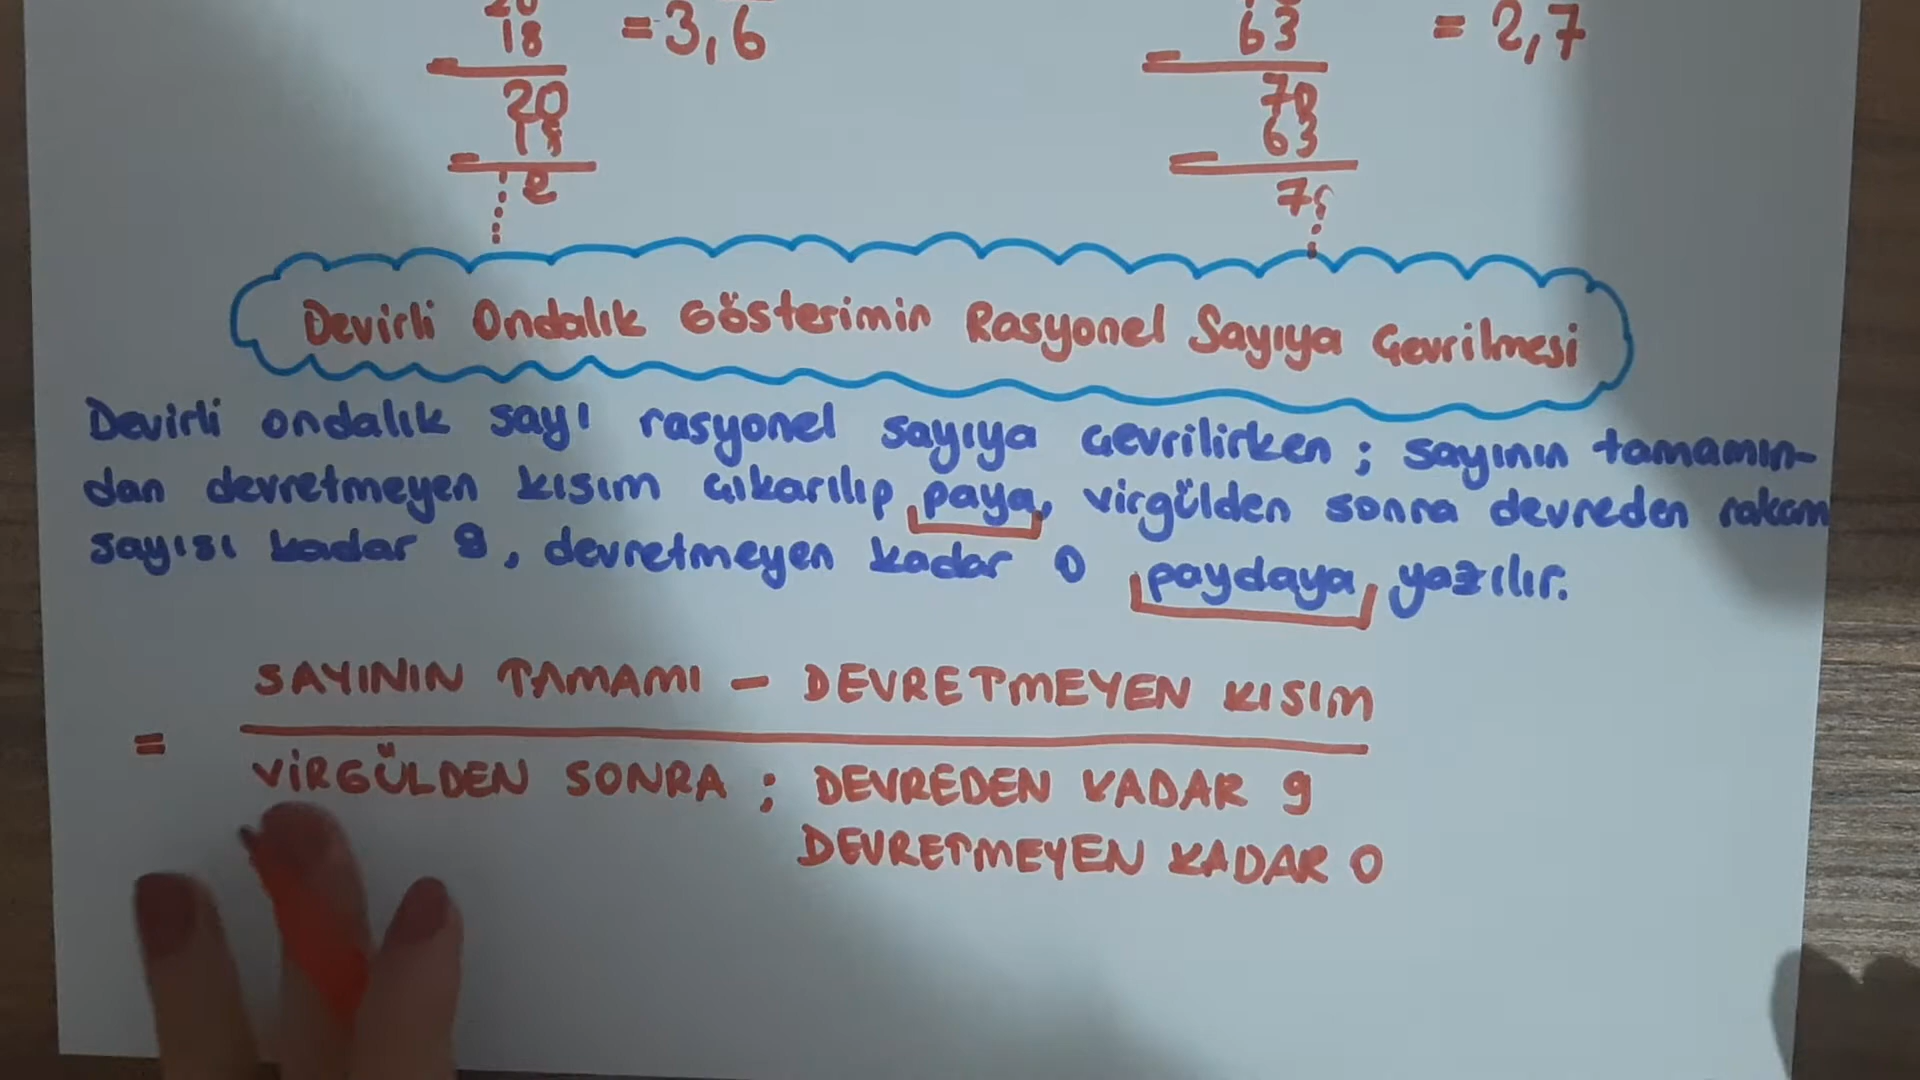 18 = 3,6
63 = 2,7
20
70
18
63
2
7
Devirli Ondalık Gösterimin Rasyonel Sayıya Çevrilmesi
Devirli ondalık sayı rasyonel sayıya çevrilirken ; sayının tamamın-
dan devretmeyen kısım çıkarılıp paya, virgülden sonra devreden rakam
sayısı kadar 9, devretmeyen kadar 0 paydaya yazılır.
SAYININ TAMAMI - DEVRETMEYEN KISIM
=
VİRGÜLDEN SONRA ; DEVREDEN KADAR 9
DEVRETMEYEN KADAR 0